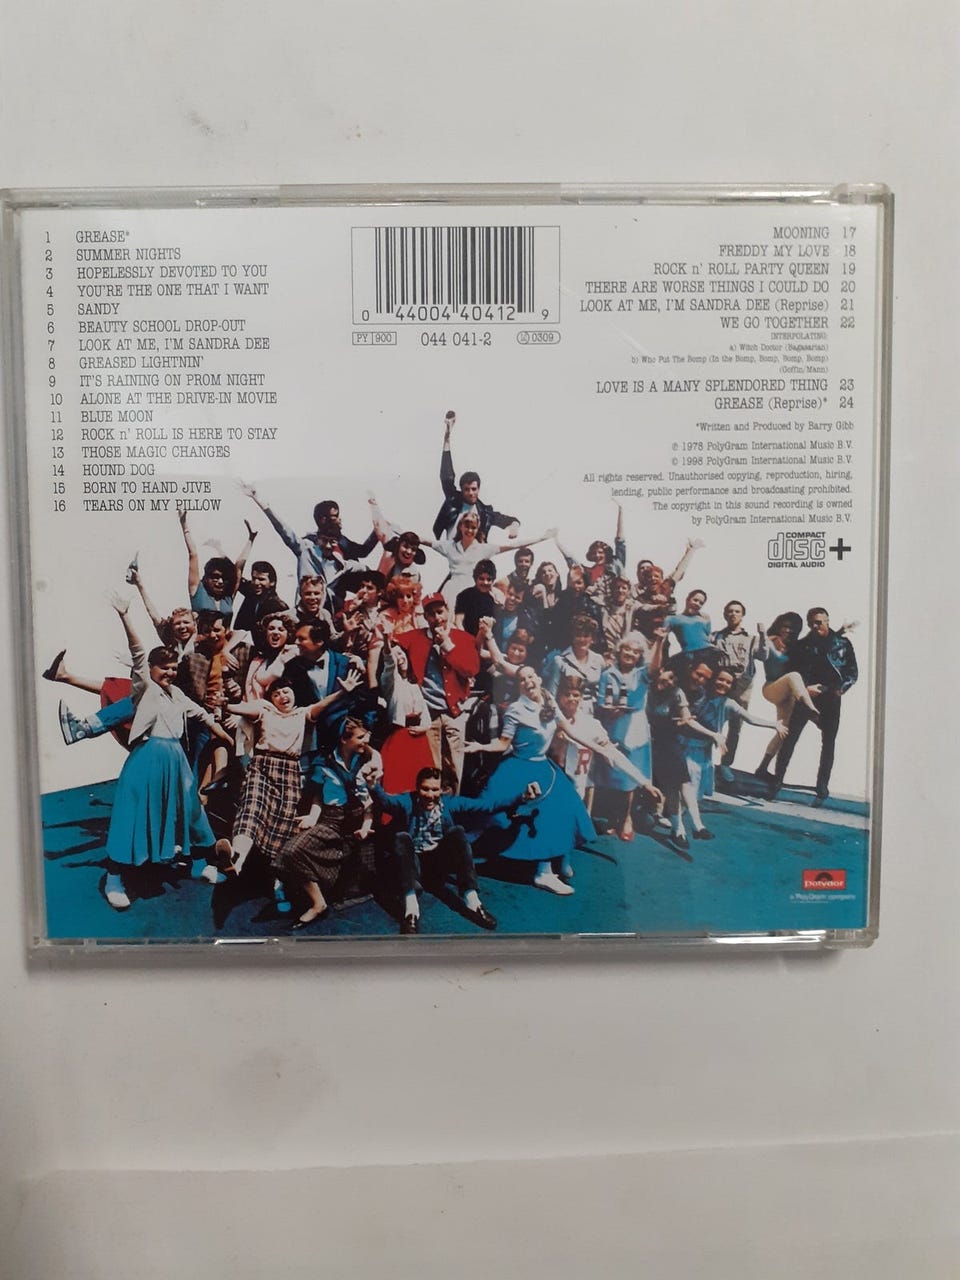 1 GREASE*
2 SUMMER NIGHTS
3 HOPELESSLY DEVOTED TO YOU
4 YOU'RE THE ONE THAT I WANT
5 SANDY
6 BEAUTY SCHOOL DROP-OUT
7 LOOK AT ME, I'M SANDRA DEE
8 GREASED LIGHTNIN'
9 IT'S RAINING ON PROM NIGHT
10 ALONE AT THE DRIVE-IN MOVIE
11 BLUE MOON
12 ROCK n' ROLL IS HERE TO STAY
13 THOSE MAGIC CHANGES
14 HOUND DOG
15 BORN TO HAND JIVE
16 TEARS ON MY PILLOW
0 44004 40412 9
PY 900 044 041-2 LC 0309
MOONING 17
FREDDY MY LOVE 18
ROCK n' ROLL PARTY QUEEN 19
THERE ARE WORSE THINGS I COULD DO 20
LOOK AT ME, I'M SANDRA DEE (Reprise) 21
WE GO TOGETHER 22
INTERPOLATING:
a) Witch Doctor (Bagasarian)
b) Who Put The Bomp (In the Bomp, Bomp, Bomp, Bomp)
(Goffin/Mann)
LOVE IS A MANY SPLENDORED THING 23
GREASE (Reprise)* 24
*Written and Produced by Barry Gibb
℗ 1978 PolyGram International Music B.V.
© 1998 PolyGram International Music B.V.
All rights reserved. Unauthorised copying, reproduction, hiring,
lending, public performance and broadcasting prohibited.
The copyright in this sound recording is owned
by PolyGram International Music B.V.
COMPACT
disc+
DIGITAL AUDIO
R
polydor
a PolyGram company